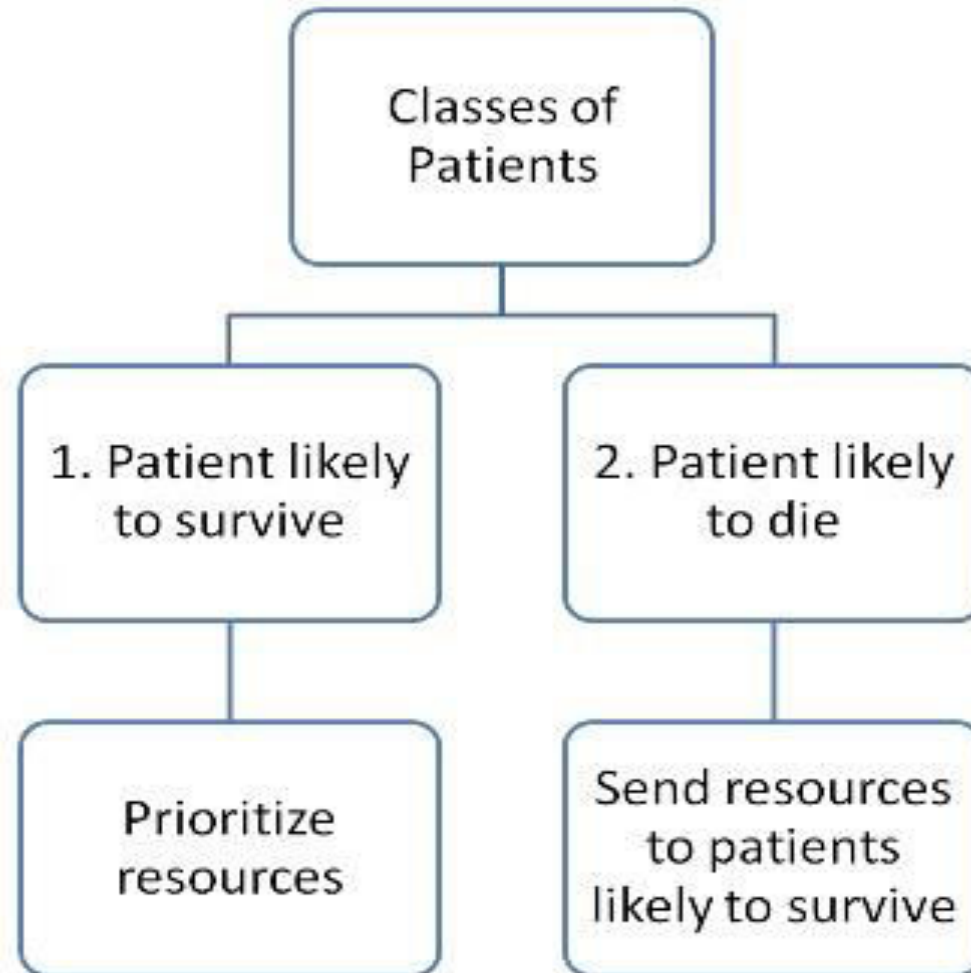 Classes of
Patients
1. Patient likely
to survive
2. Patient likely
to die
Prioritize
resources
Send resources
to patients
likely to survive